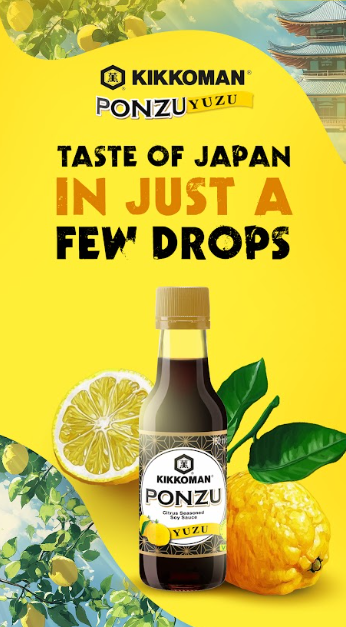 KIKKOMAN®
PONZU YUZU
TASTE OF JAPAN
IN JUST A
FEW DROPS
KIKKOMAN®
PONZU
Citrus Seasoned
Soy Sauce
YUZU